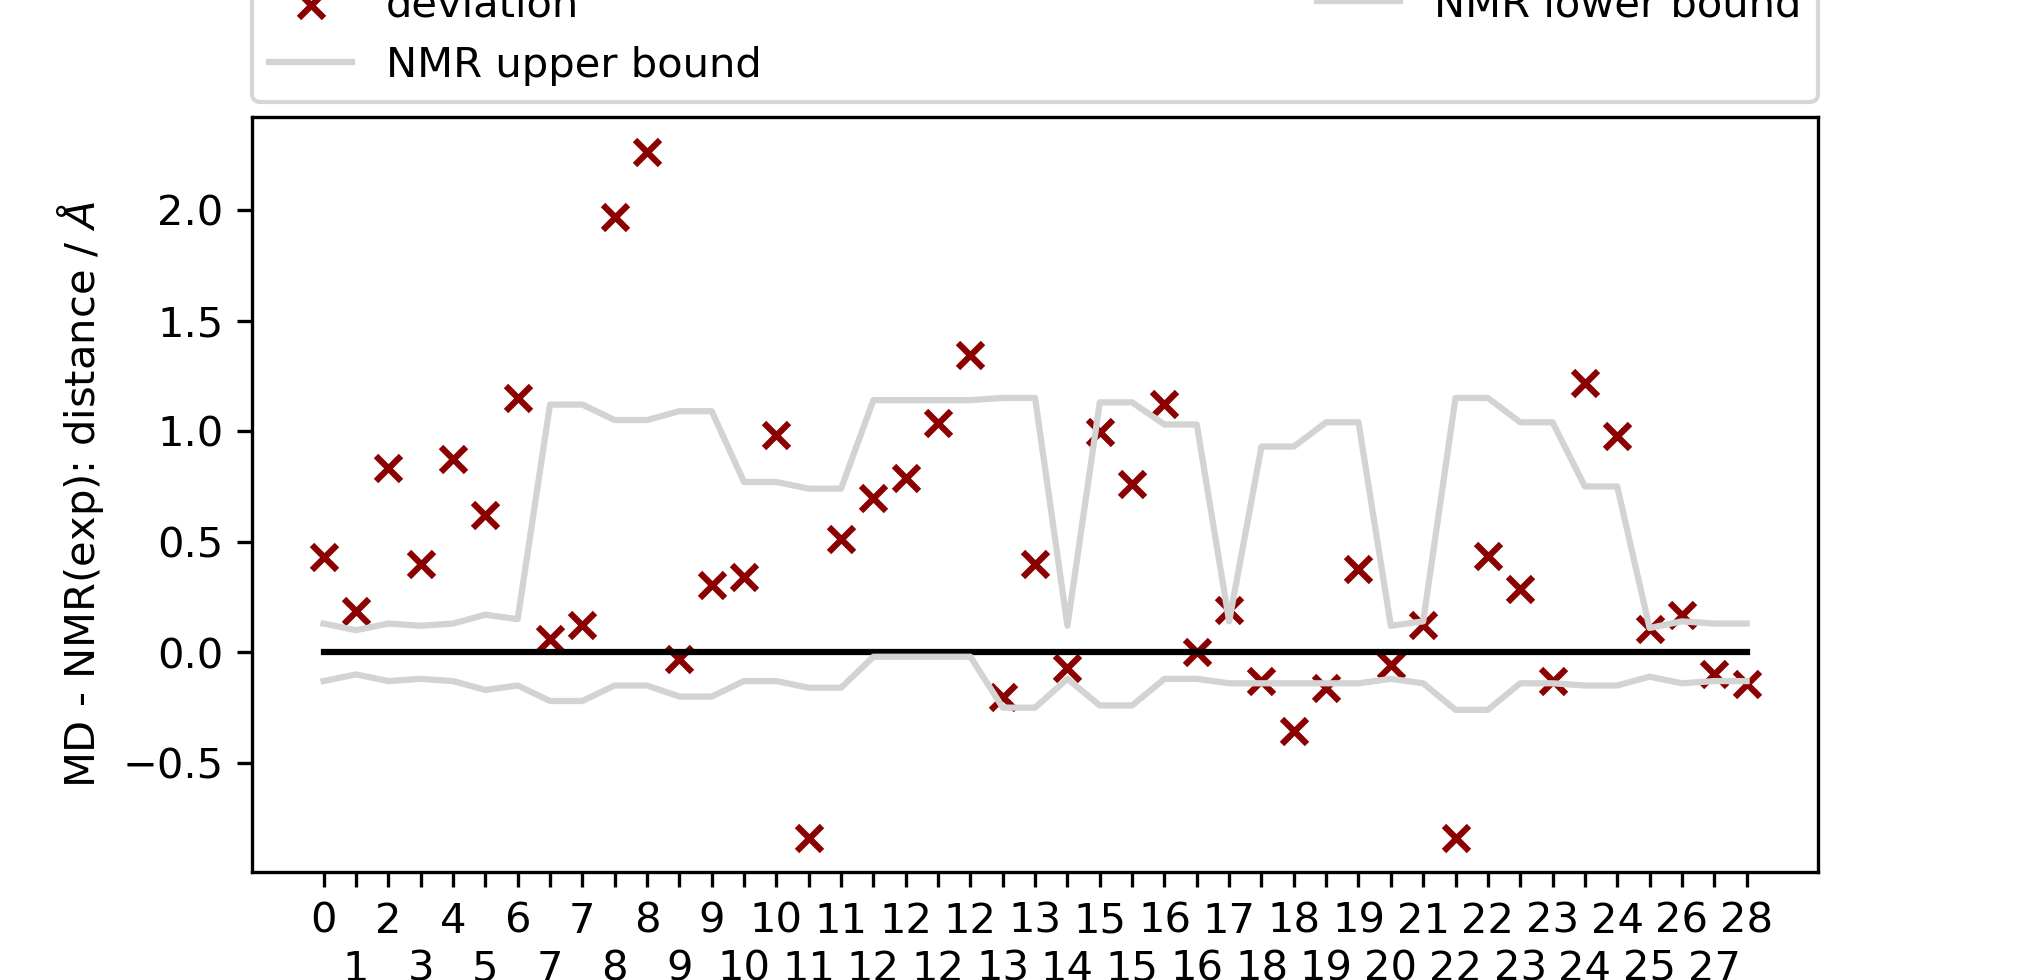 deviation
NMR lower bound
NMR upper bound
MD - NMR(exp): distance / Å
2.0
1.5
1.0
0.5
0.0
−0.5
0 2 4 6 7 8 9 10 11 12 12 13 15 16 17 18 19 21 22 23 24 26 28
1 3 5 7 8 9 10 11 12 12 13 14 15 16 18 19 20 22 23 24 25 27